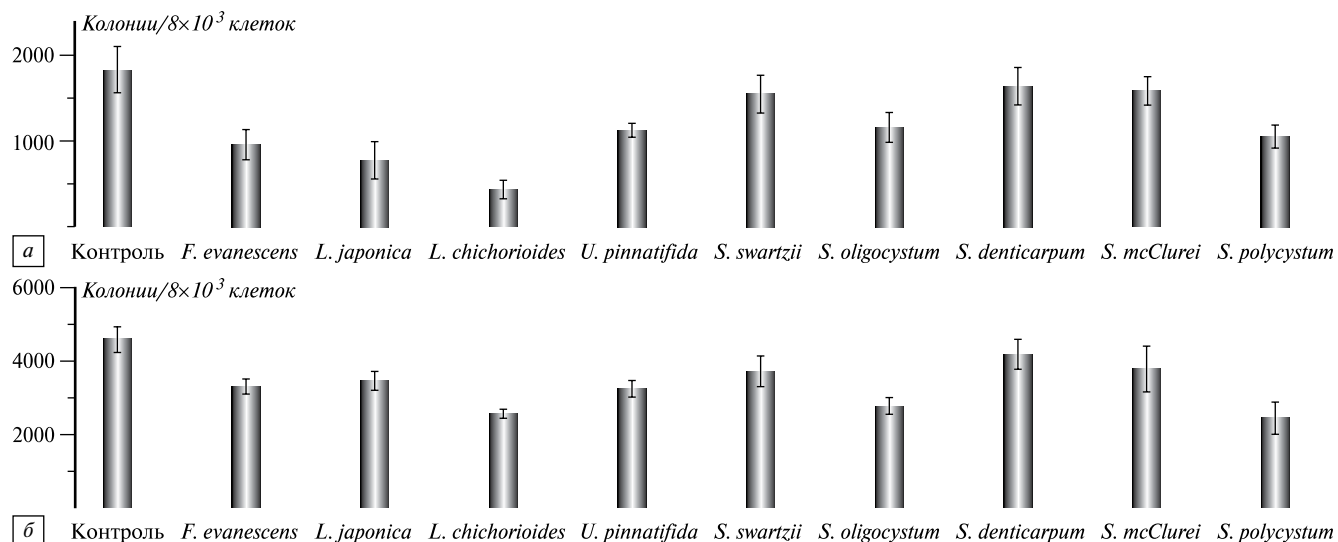 Колонии/8×10³ клеток
2000
1000
а Контроль F. evanescens L. japonica L. chichorioides U. pinnatifida S. swartzii S. oligocystum S. denticarpum S. mcClurei S. polycystum
6000
Колонии/8×10³ клеток
4000
2000
б Контроль F. evanescens L. japonica L. chichorioides U. pinnatifida S. swartzii S. oligocystum S. denticarpum S. mcClurei S. polycystum